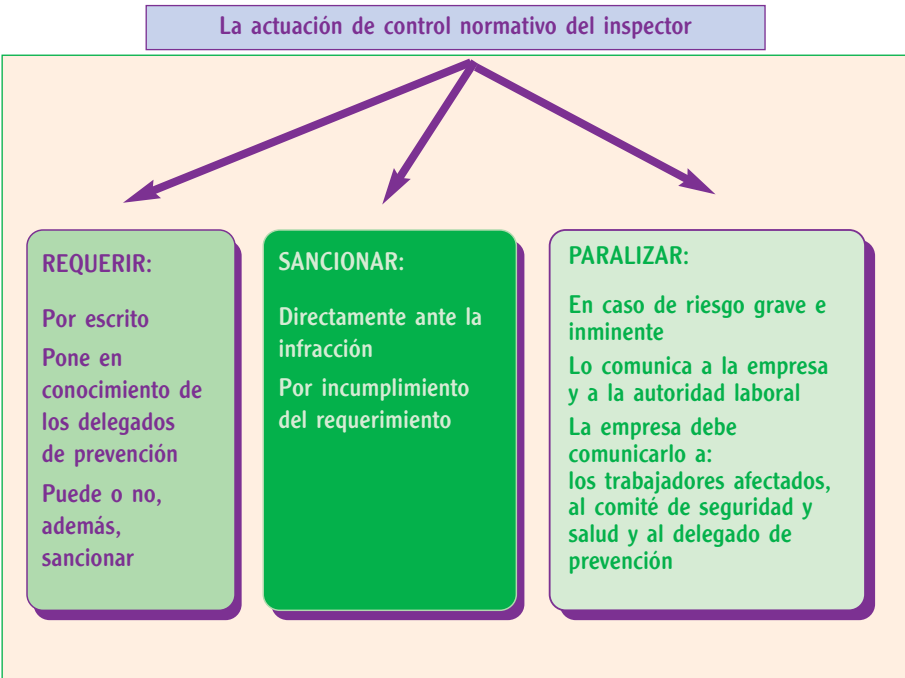 La actuación de control normativo del inspector
REQUERIR:
Por escrito
Pone en
conocimiento de
los delegados
de prevención
Puede o no,
además,
sancionar
SANCIONAR:
Directamente ante la
infracción
Por incumplimiento
del requerimiento
PARALIZAR:
En caso de riesgo grave e
inminente
Lo comunica a la empresa
y a la autoridad laboral
La empresa debe
comunicarlo a:
los trabajadores afectados,
al comité de seguridad y
salud y al delegado de
prevención